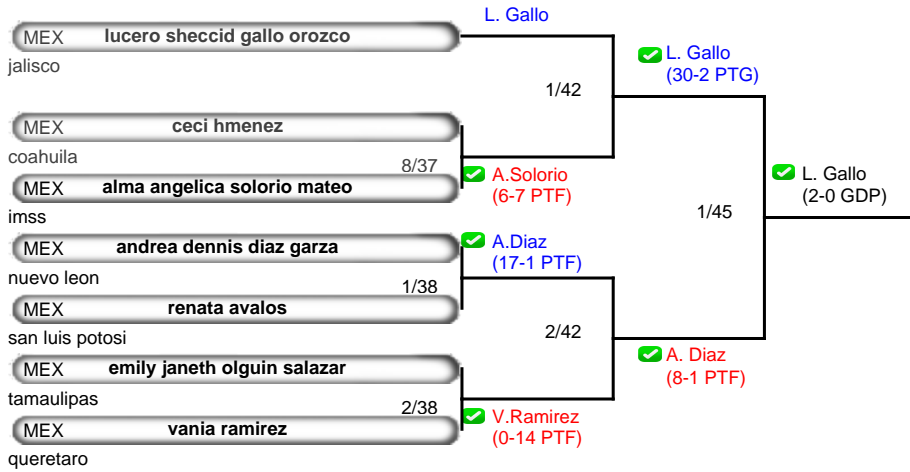 L. Gallo
MEX lucero sheccid gallo orozco
jalisco
L. Gallo
(30-2 PTG)
1/42
MEX ceci hmenez
coahuila
8/37
A.Solorio
(6-7 PTF)
MEX alma angelica solorio mateo
imss
L. Gallo
(2-0 GDP)
1/45
MEX andrea dennis diaz garza
nuevo leon
A.Diaz
(17-1 PTF)
1/38
MEX renata avalos
san luis potosi
2/42
A. Diaz
(8-1 PTF)
MEX emily janeth olguin salazar
tamaulipas
2/38
V.Ramirez
(0-14 PTF)
MEX vania ramirez
queretaro